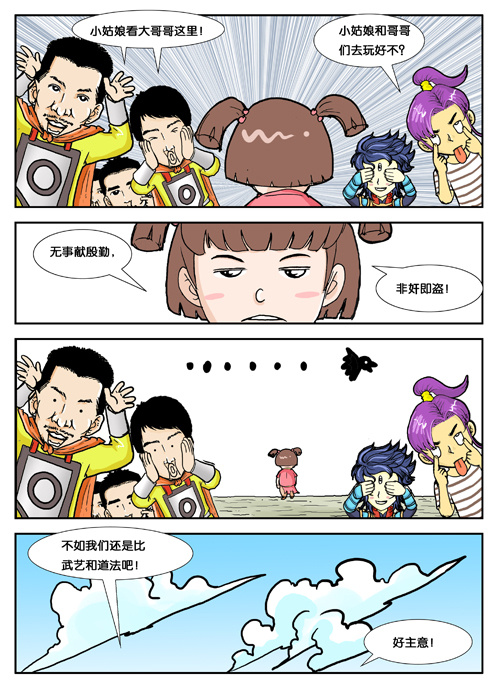 小姑娘看大哥哥这里！
小姑娘和哥哥
们去玩好不？
无事献殷勤，
非奸即盗！
不如我们还是比
武艺和道法吧！
好主意！